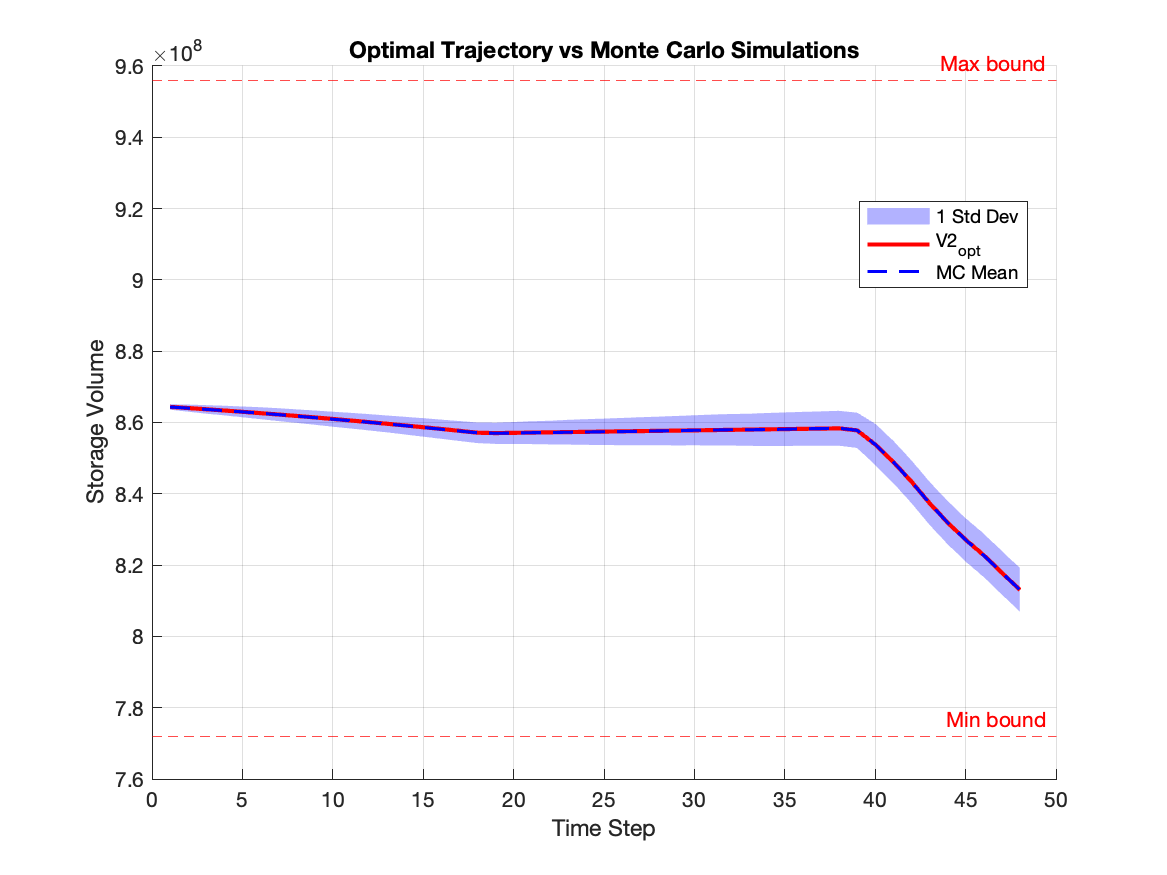 Optimal Trajectory vs Monte Carlo Simulations
×10⁸
9.6
9.4
9.2
9
8.8
8.6
8.4
8.2
8
7.8
7.6
Storage Volume
Max bound
1 Std Dev
V2opt
MC Mean
Min bound
0 5 10 15 20 25 30 35 40 45 50
Time Step